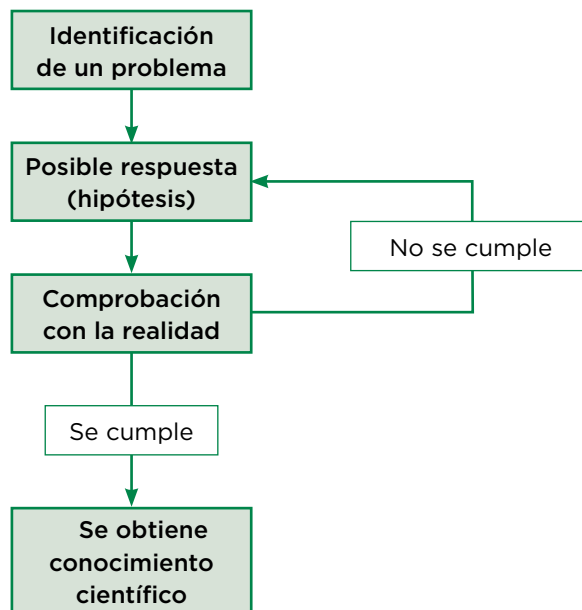 Identificación
de un problema
Posible respuesta
(hipótesis)
No se cumple
Comprobación
con la realidad
Se cumple
Se obtiene
conocimiento
científico